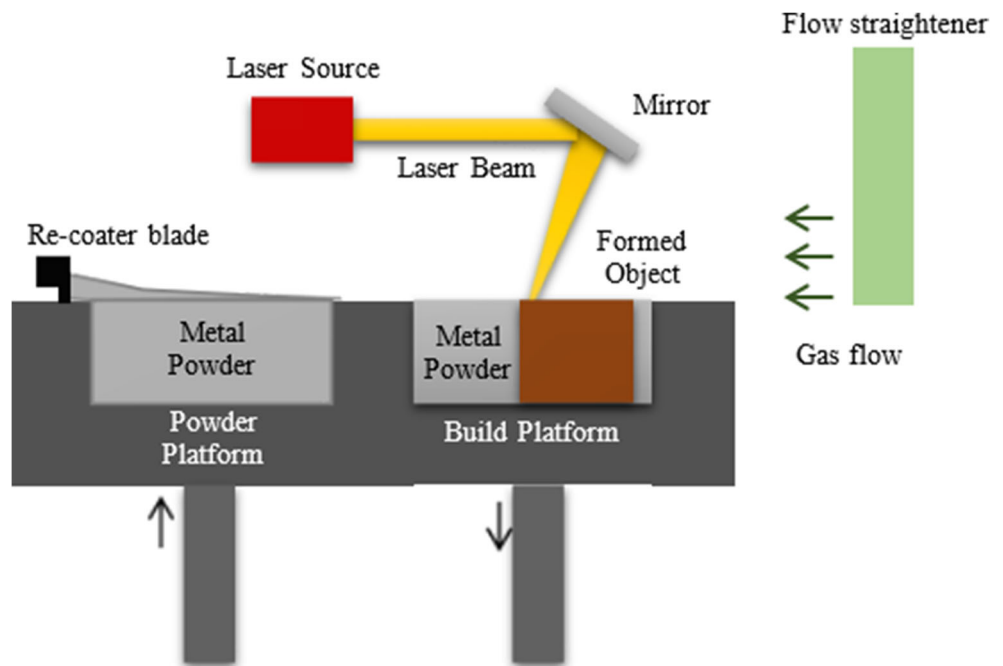 Flow straightener
Laser Source
Mirror
Laser Beam
Re-coater blade
Formed
Object
Metal
Powder
Metal
Powder
Gas flow
Powder
Platform
Build Platform